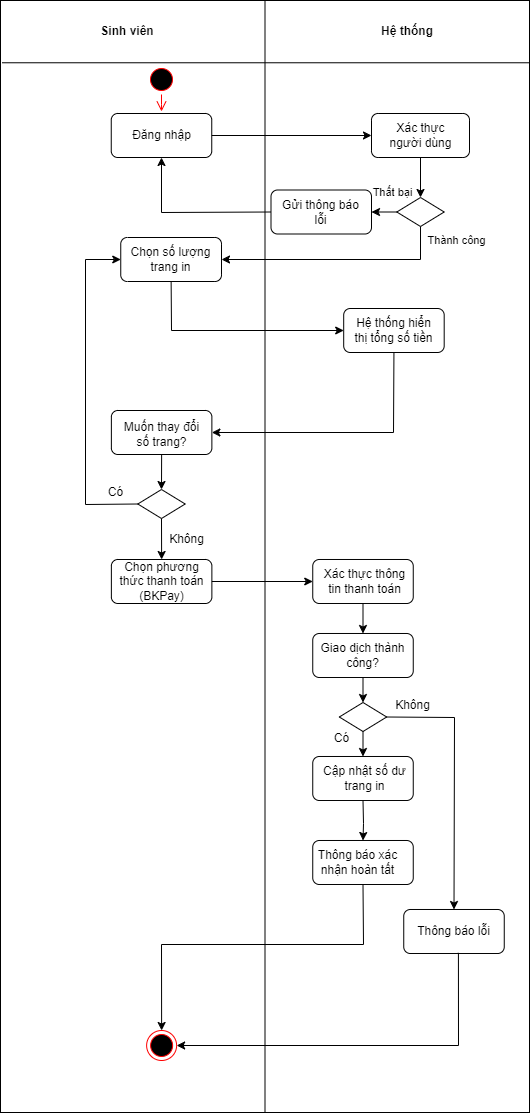 Sinh viên
Hệ thống
Đăng nhập
Xác thực
người dùng
Thất bại
Gửi thông báo
lỗi
Thành công
Chọn số lượng
trang in
Hệ thống hiển
thị tổng số tiền
Muốn thay đổi
số trang?
Có
Không
Chọn phương
thức thanh toán
(BKPay)
Xác thực thông
tin thanh toán
Giao dịch thành
công?
Không
Có
Cập nhật số dư
trang in
Thông báo xác
nhận hoàn tất
Thông báo lỗi